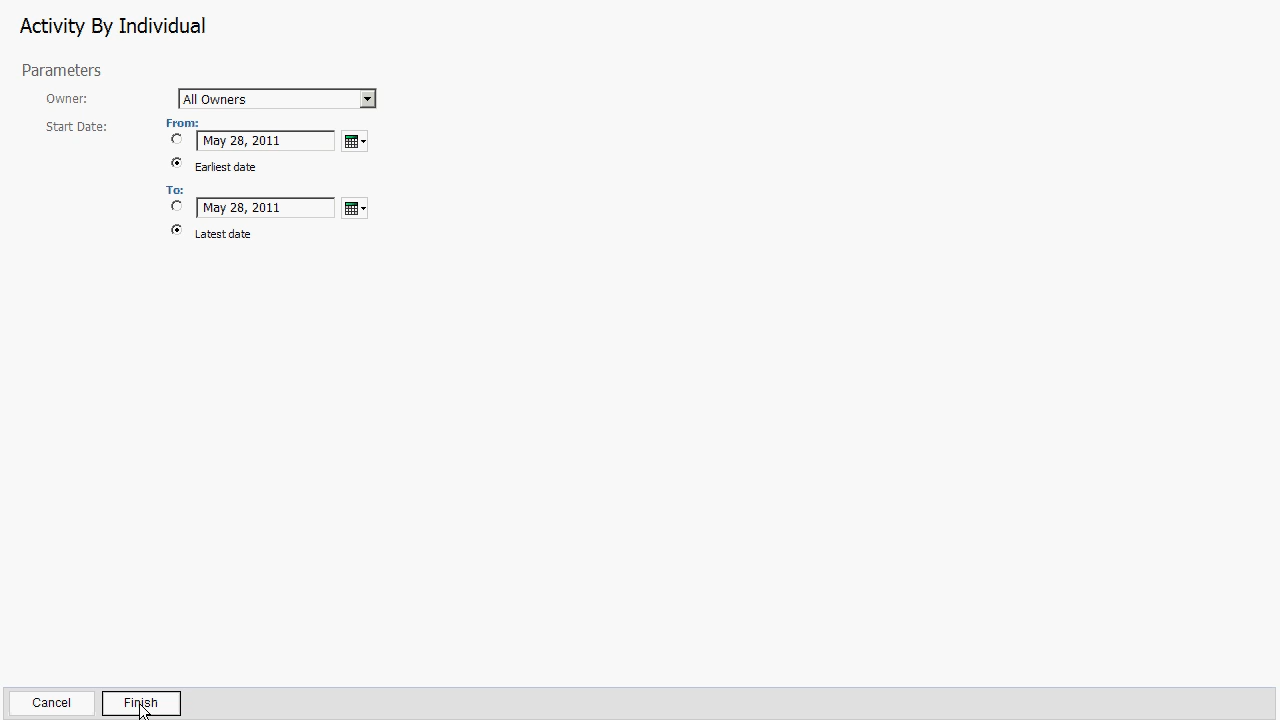 Activity By Individual
Parameters
Owner:
All Owners
Start Date:
From:
May 28, 2011
Earliest date
To:
May 28, 2011
Latest date
Cancel
Finish